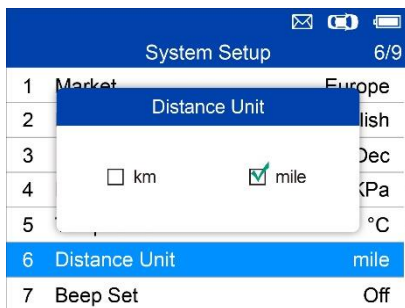 System Setup 6/9
1 Market Europe
Distance Unit
2 lish
3 Dec
km mile
4 KPa
5 °C
6 Distance Unit mile
7 Beep Set Off